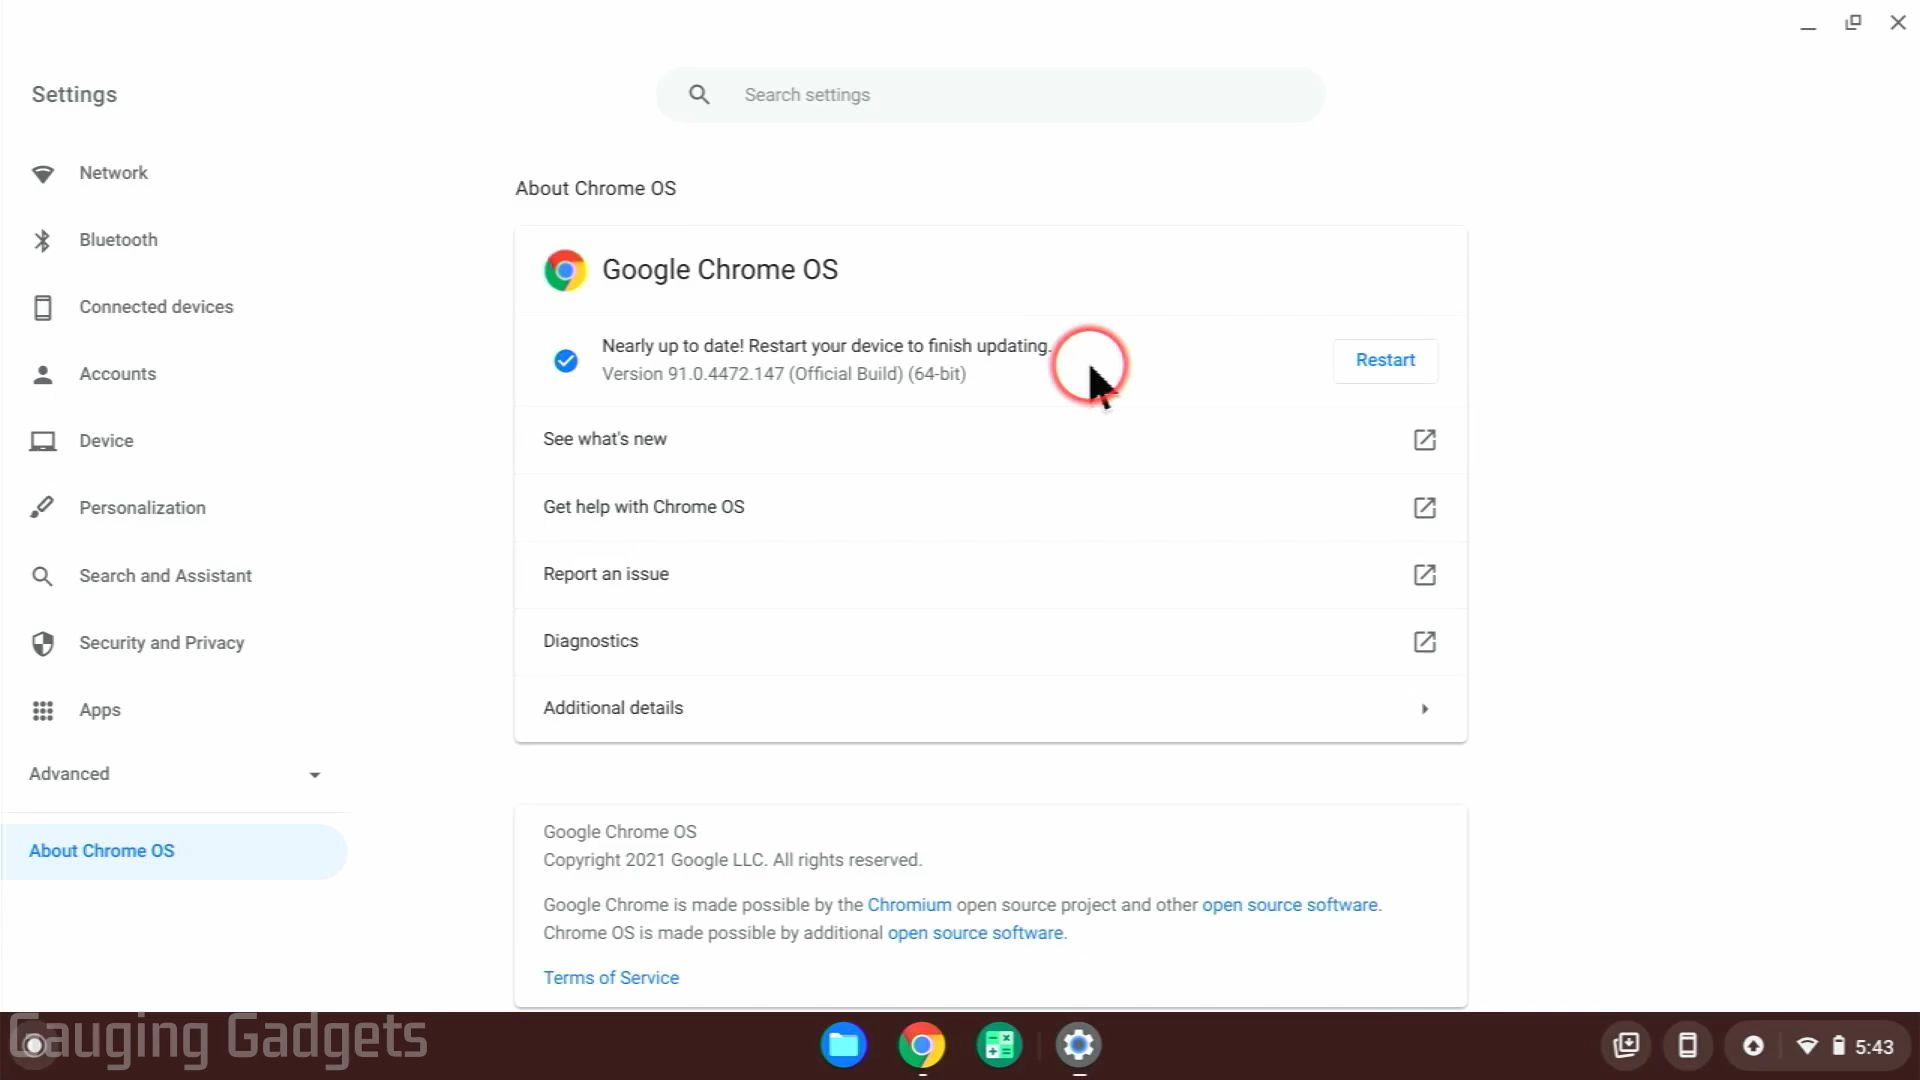 Settings
Search settings
Network
Bluetooth
Connected devices
Accounts
Device
Personalization
Search and Assistant
Security and Privacy
Apps
Advanced
About Chrome OS
About Chrome OS
Google Chrome OS
Nearly up to date! Restart your device to finish updating.
Version 91.0.4472.147 (Official Build) (64-bit)
Restart
See what's new
Get help with Chrome OS
Report an issue
Diagnostics
Additional details
Google Chrome OS
Copyright 2021 Google LLC. All rights reserved.
Google Chrome is made possible by the Chromium open source project and other open source software.
Chrome OS is made possible by additional open source software.
Terms of Service
Gauging Gadgets
5:43